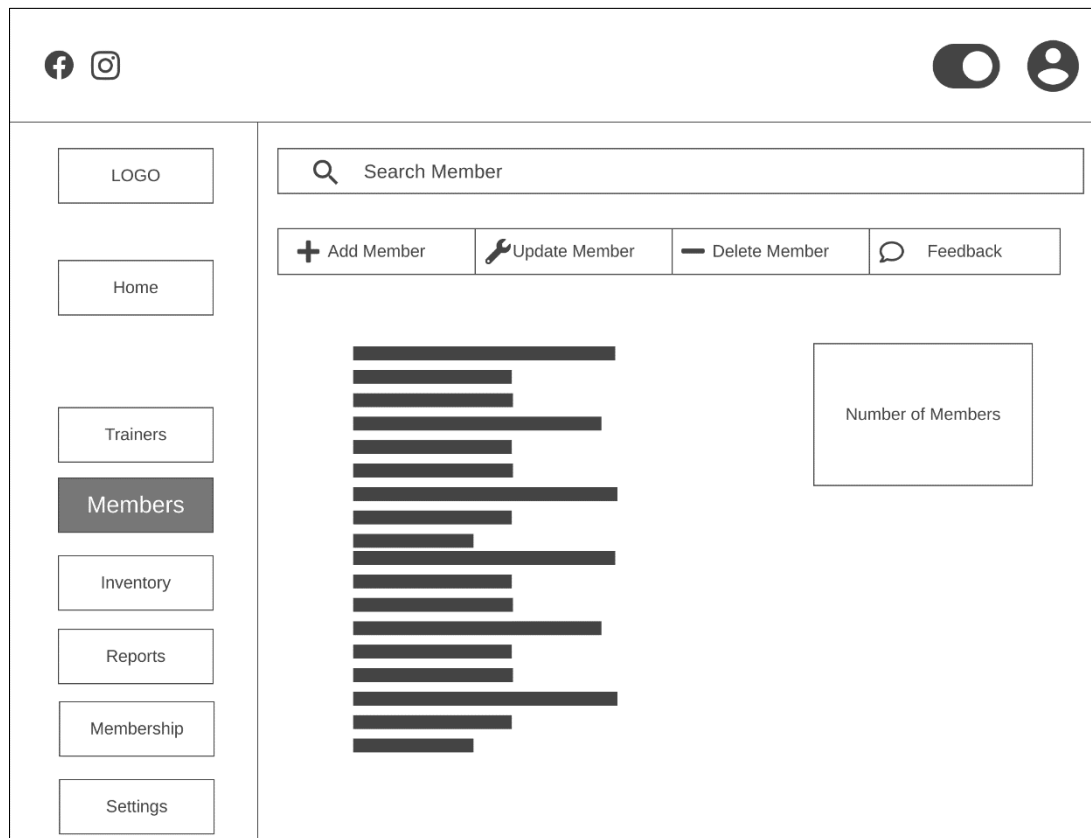 LOGO
Search Member
Add Member
Update Member
Delete Member
Feedback
Home
Number of Members
Trainers
Members
Inventory
Reports
Membership
Settings